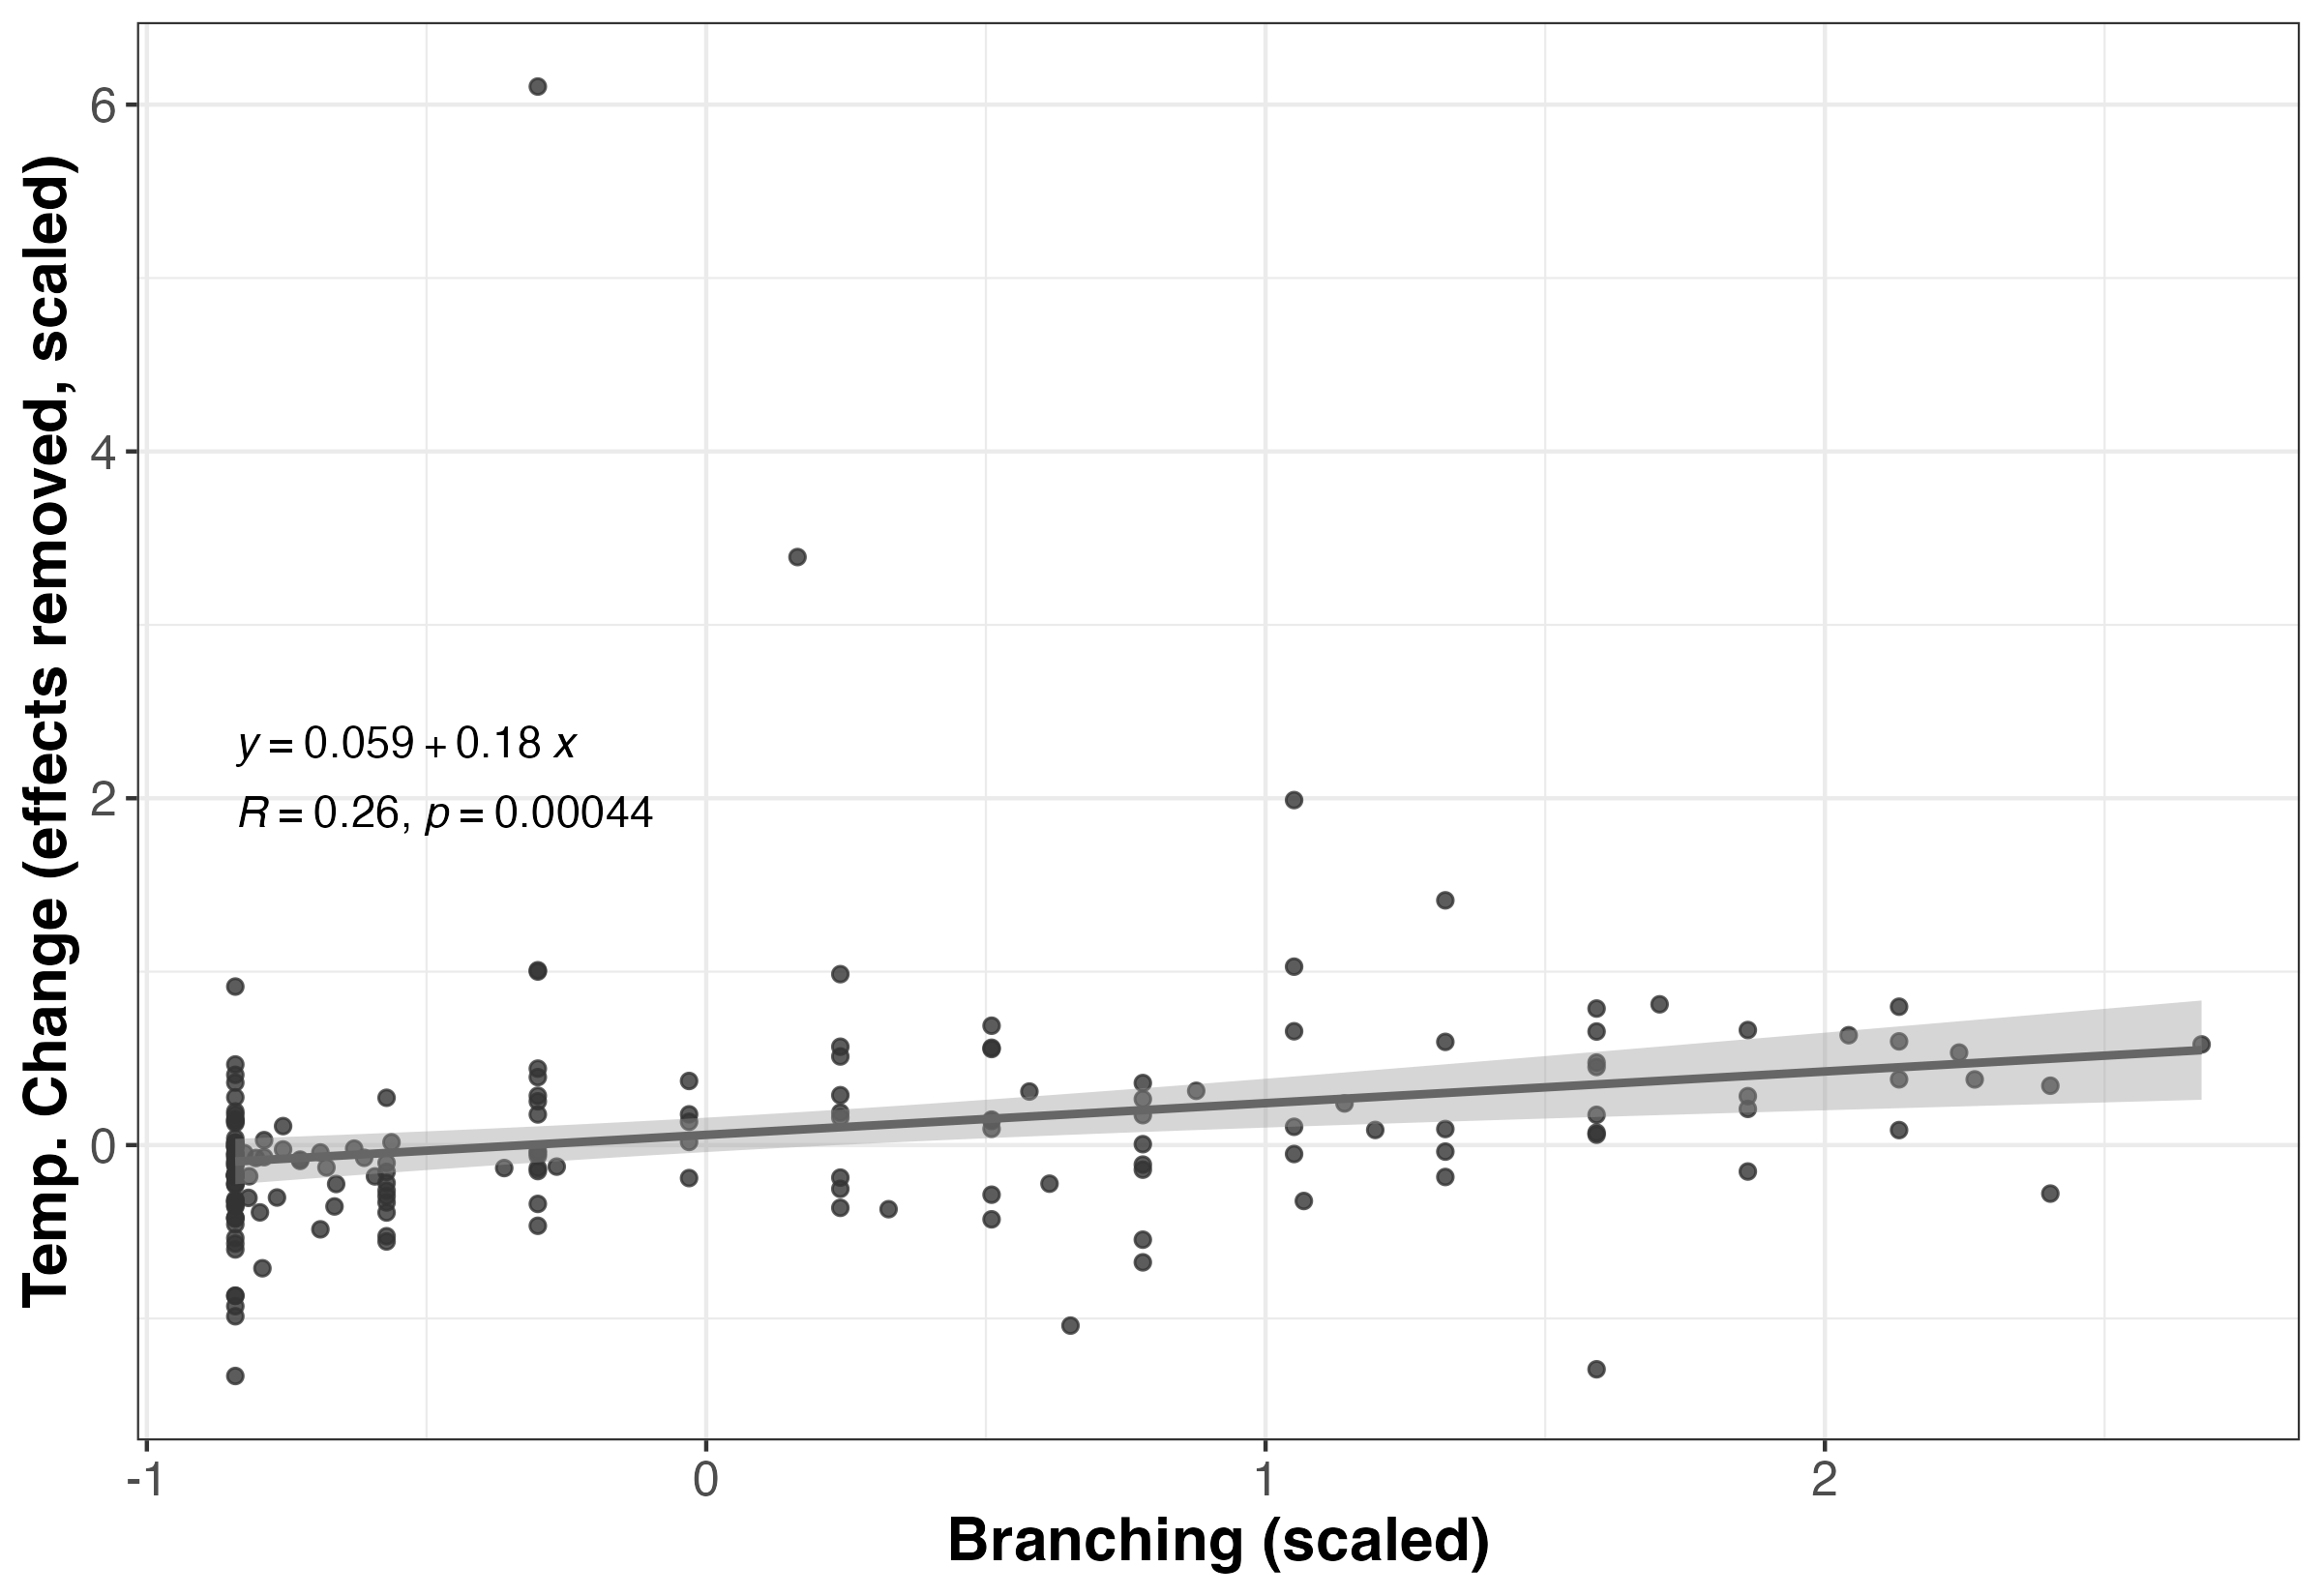 Temp. Change (effects removed, scaled)
6
4
2
0
y = 0.059 + 0.18 x
R = 0.26, p = 0.00044
-1 0 1 2
Branching (scaled)